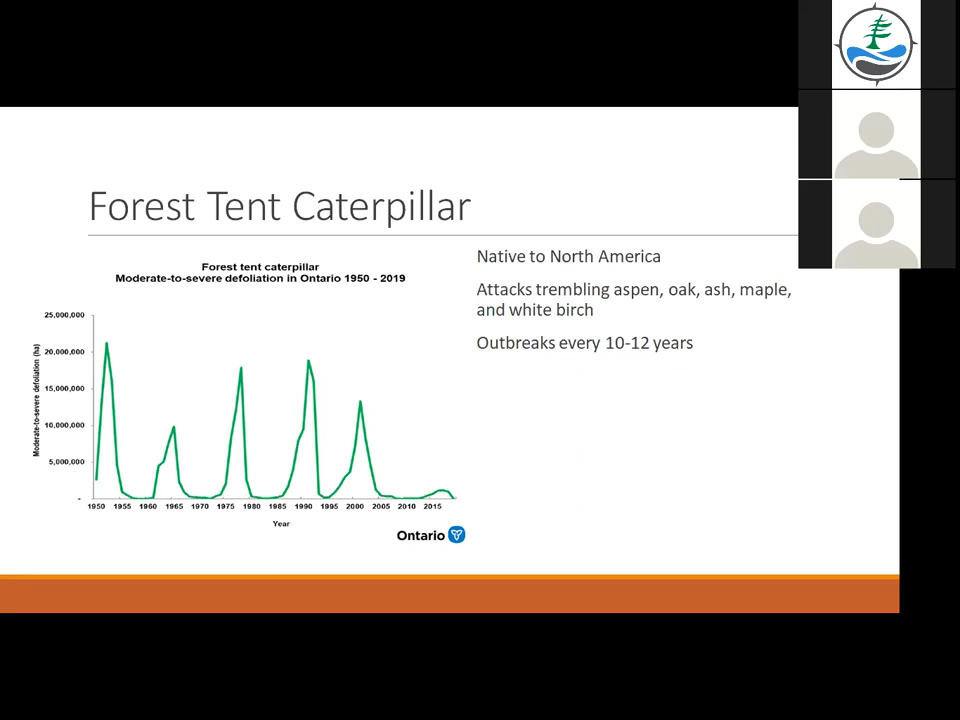 Forest Tent Caterpillar
Forest tent caterpillar
Moderate-to-severe defoliation in Ontario 1950 - 2019
Moderate-to-severe defoliation (ha)
25,000,000
20,000,000
15,000,000
10,000,000
5,000,000
-
1950 1955 1960 1965 1970 1975 1980 1985 1990 1995 2000 2005 2010 2015
Year
Ontario
Native to North America
Attacks trembling aspen, oak, ash, maple,
and white birch
Outbreaks every 10-12 years